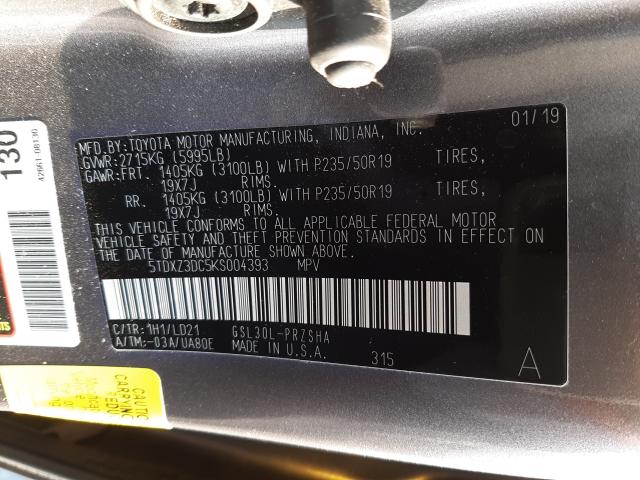 01/19
MFD.BY:TOYOTA MOTOR MANUFACTURING, INDIANA, INC.
GVWR:2715KG (5995LB)
GAWR:FRT. 1405KG (3100LB) WITH P235/50R19 TIRES,
19X7J RIMS.
RR. 1405KG (3100LB) WITH P235/50R19 TIRES,
19X7J RIMS.
THIS VEHICLE CONFORMS TO ALL APPLICABLE FEDERAL MOTOR
VEHICLE SAFETY AND THEFT PREVENTION STANDARDS IN EFFECT ON
THE DATE OF MANUFACTURE SHOWN ABOVE.
5TDXZ3DC5KS004393 MPV
C/TR:1H1/LD21 GSL30L-PRZSHA
A/TM:-03A/UA80E MADE IN U.S.A. 315
A
130
42661-08130